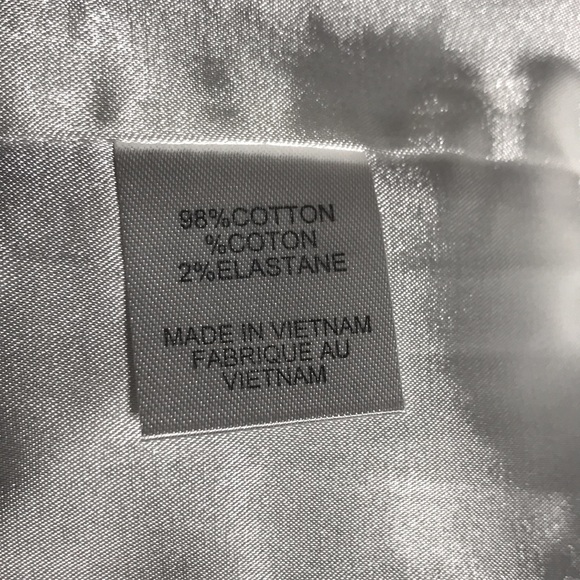 98%COTTON
%COTON
2%ELASTANE
MADE IN VIETNAM
FABRIQUE AU
VIETNAM